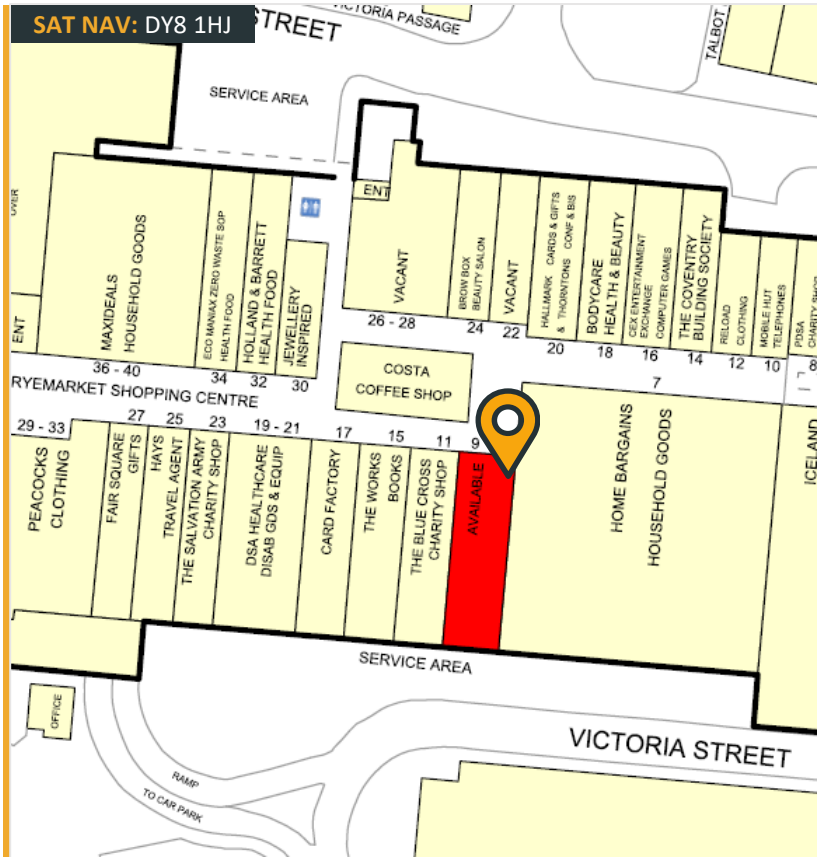 SAT NAV: DY8 1HJ
STREET
VICTORIA PASSAGE
TALBOT
SERVICE AREA
OVER
ENT
ENT
MAXIDEALS
HOUSEHOLD GOODS
36 - 40
ECO MANIAX ZERO WASTE SOP
HEALTH FOOD
34
HOLLAND & BARRETT
HEALTH FOOD
32
JEWELLERY
INSPIRED
30
VACANT
26 - 28
BROW BOX
BEAUTY SALON
24
VACANT
22
HALLMARK CARDS & GIFTS
& THORNTONS CONF & BIS
20
BODYCARE
HEALTH & BEAUTY
18
CEX ENTERTAINMENT
EXCHANGE
COMPUTER GAMES
16
THE COVENTRY
BUILDING SOCIETY
14
RELOAD
CLOTHING
12
MOBILE HUT
TELEPHONES
10
PDSA
CHARITY SHOP
8
COSTA
COFFEE SHOP
RYEMARKET SHOPPING CENTRE
29 - 33
PEACOCKS
CLOTHING
27
FAIR SQUARE
GIFTS
25
HAYS
TRAVEL AGENT
23
THE SALVATION ARMY
CHARITY SHOP
19 - 21
DSA HEALTHCARE
DISAB GDS & EQUIP
17
CARD FACTORY
15
THE WORKS
BOOKS
11
THE BLUE CROSS
CHARITY SHOP
9
AVAILABLE
7
HOME BARGAINS
HOUSEHOLD GOODS
ICELAND
SERVICE AREA
OFFICE
VICTORIA STREET
RAMP
TO CAR PARK